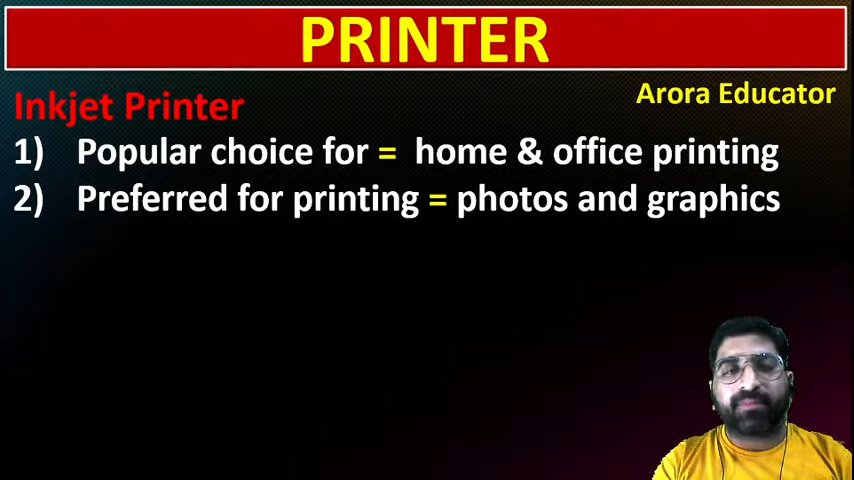 PRINTER
Arora Educator
Inkjet Printer
1) Popular choice for = home & office printing
2) Preferred for printing = photos and graphics